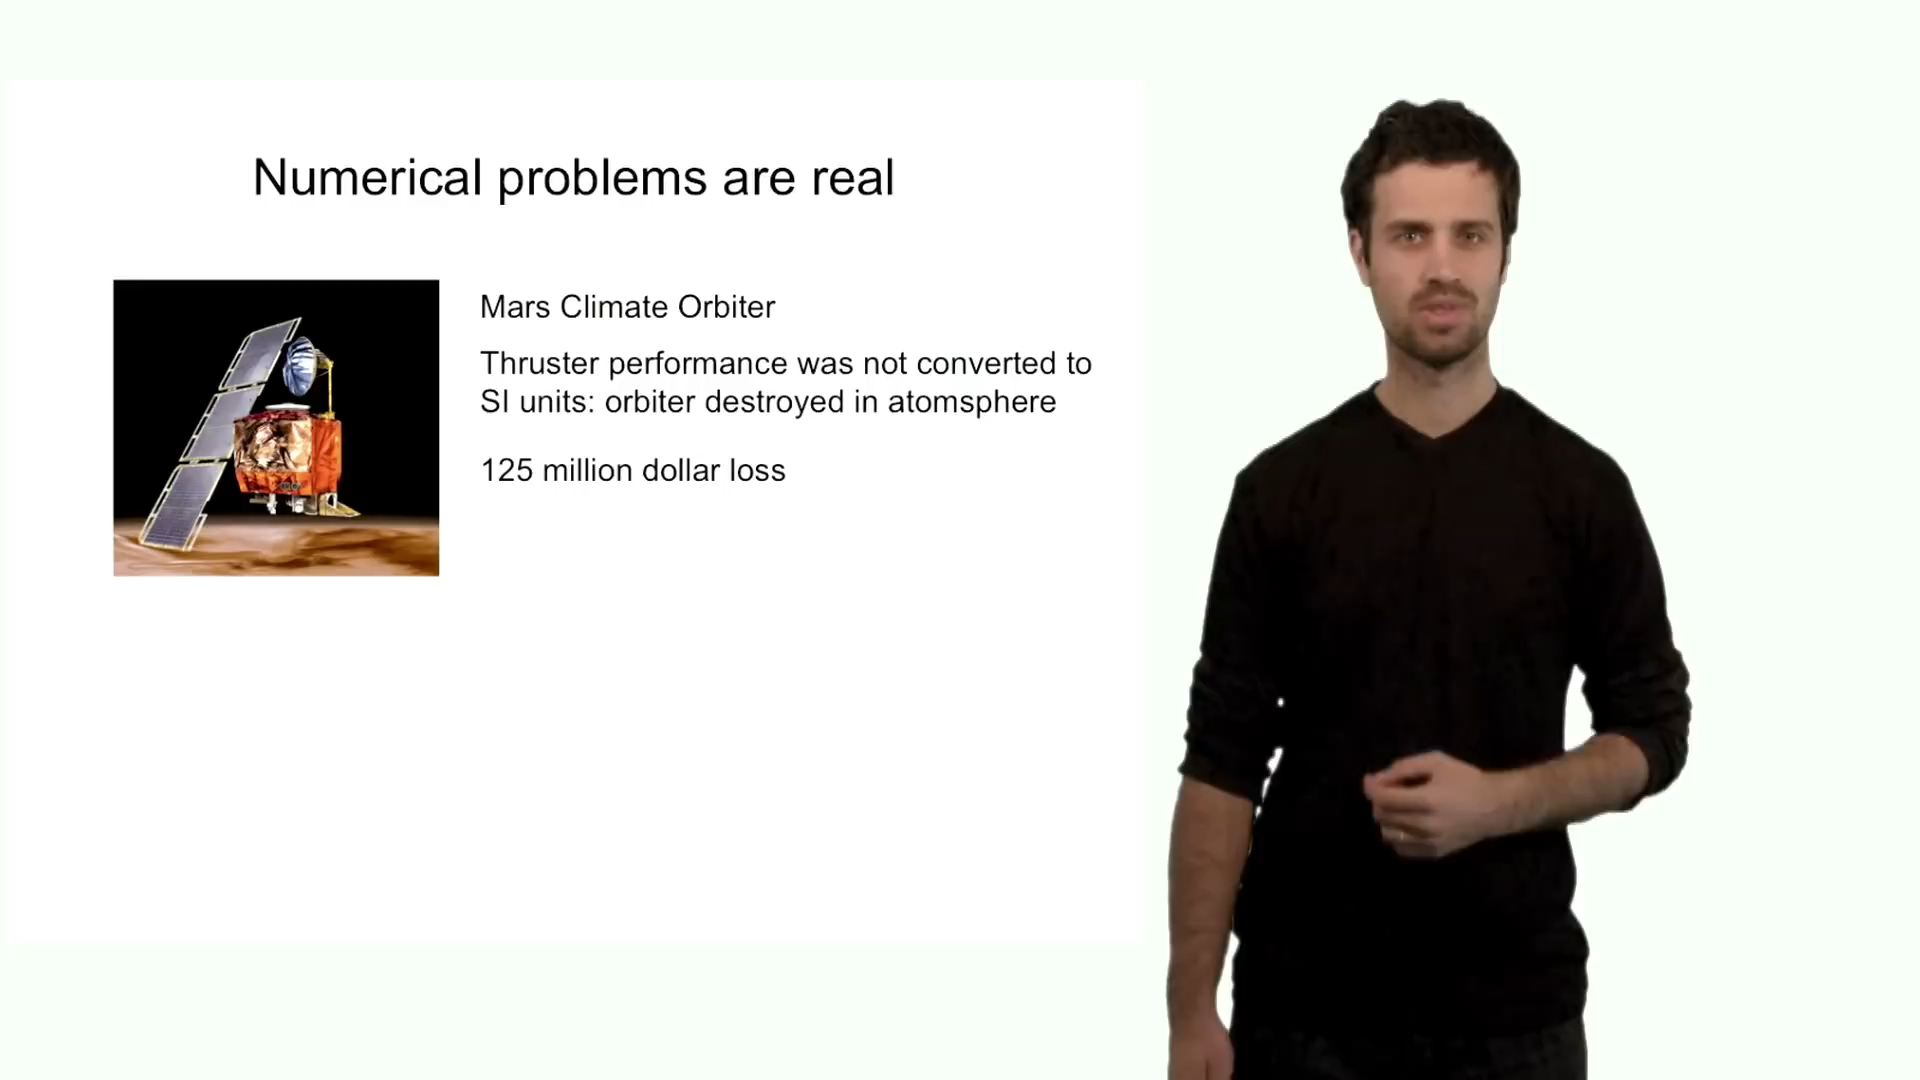 Numerical problems are real
Mars Climate Orbiter
Thruster performance was not converted to
SI units: orbiter destroyed in atomsphere
125 million dollar loss